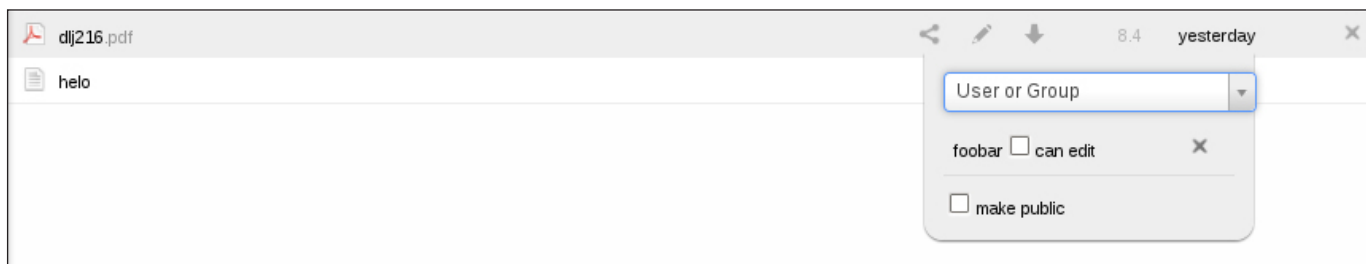 dlj216.pdf 8.4 yesterday
helo
User or Group
foobar can edit
make public